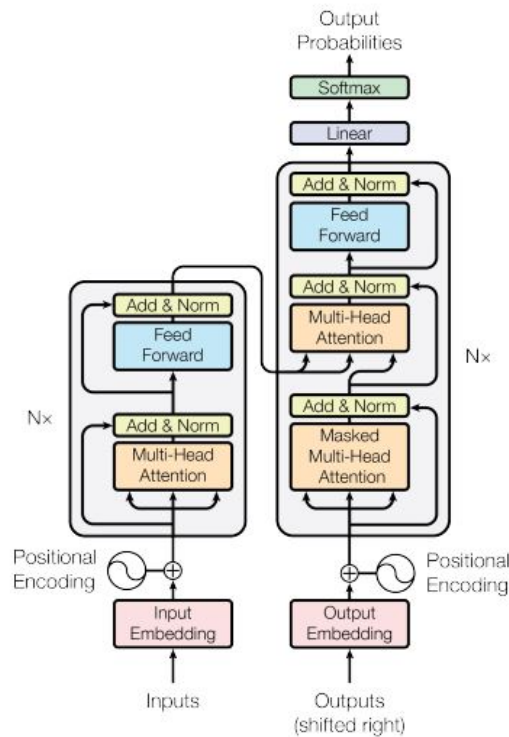 Output
Probabilities
Softmax
Linear
Add & Norm
Feed
Forward
Add & Norm
Multi-Head
Attention
Add & Norm
Masked
Multi-Head
Attention
Nx
Add & Norm
Feed
Forward
Add & Norm
Multi-Head
Attention
Nx
Positional
Encoding
Positional
Encoding
Input
Embedding
Output
Embedding
Inputs
Outputs
(shifted right)